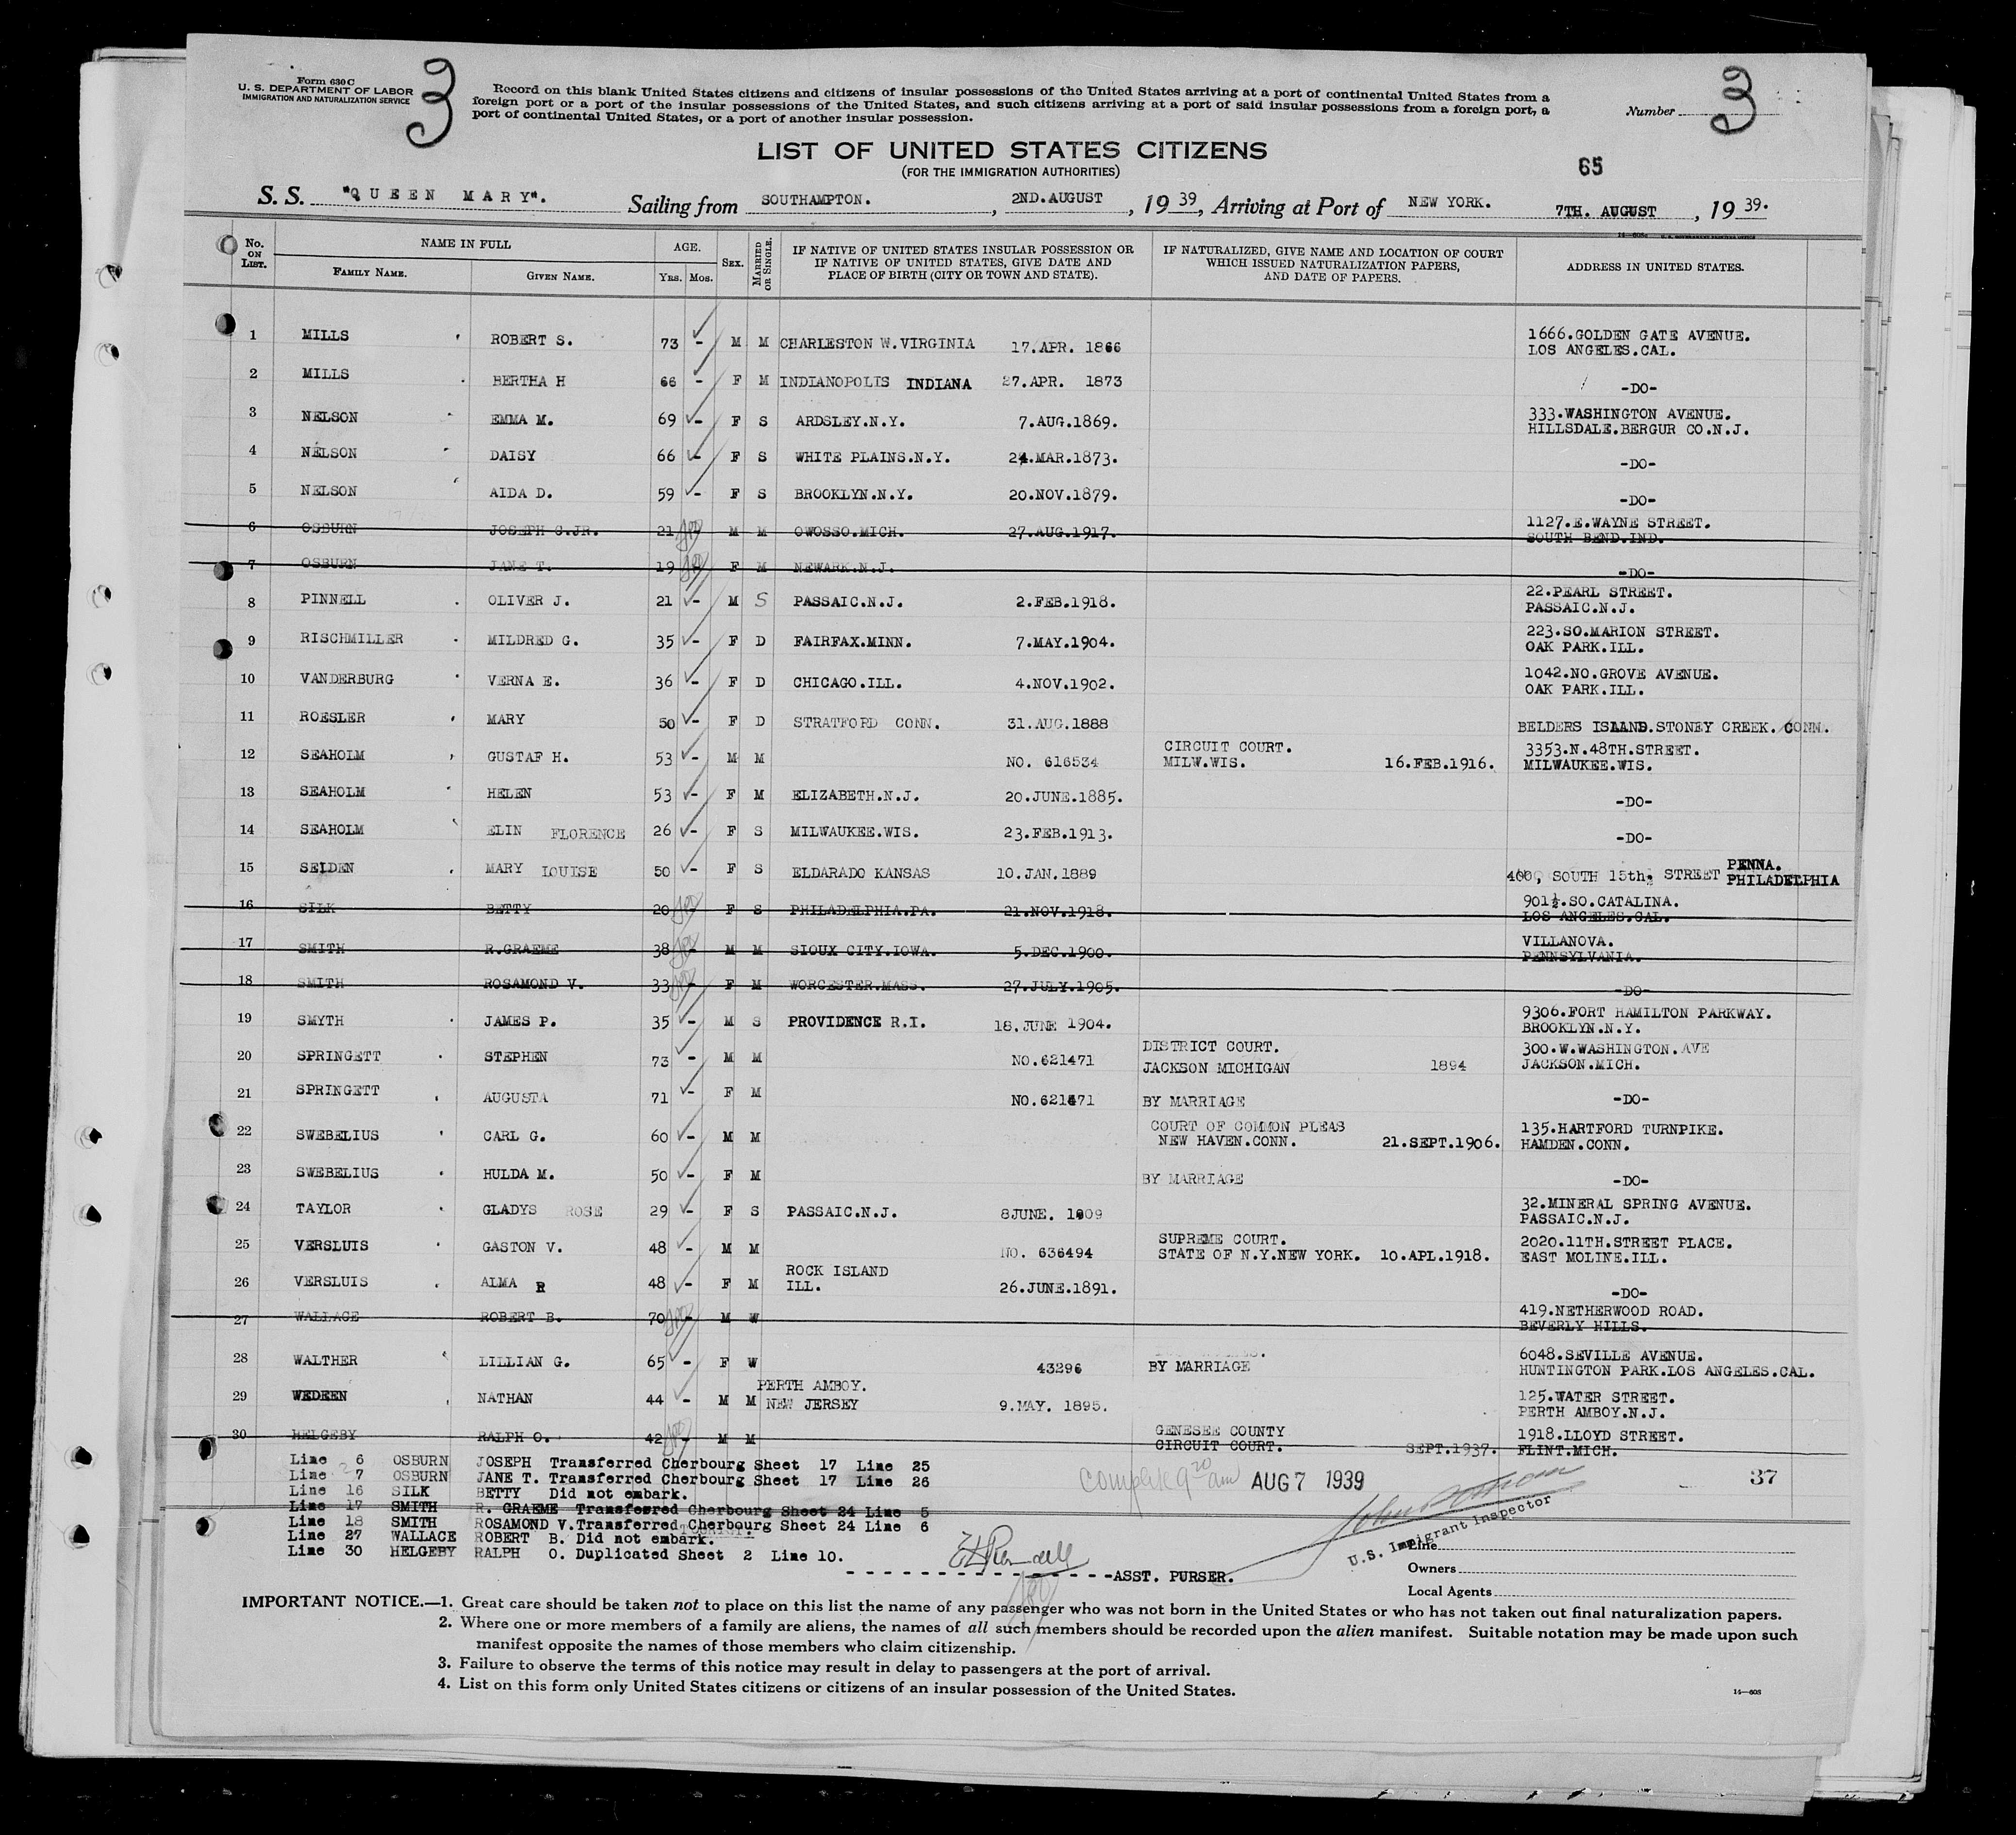 Form 630 C
U. S. DEPARTMENT OF LABOR
IMMIGRATION AND NATURALIZATION SERVICE
3
Record on this blank United States citizens and citizens of insular possessions of the United States arriving at a port of continental United States from a
foreign port or a port of the insular possessions of the United States, and such citizens arriving at a port of said insular possessions from a foreign port, a
port of continental United States, or a port of another insular possession.
Number 3
LIST OF UNITED STATES CITIZENS
(FOR THE IMMIGRATION AUTHORITIES)
65
S. S. "QUEEN MARY". Sailing from SOUTHAMPTON. , 2ND.AUGUST , 19 39 , Arriving at Port of NEW YORK. 7TH. AUGUST , 19 39.
No. ON LIST. NAME IN FULL FAMILY NAME. GIVEN NAME. AGE. YRS. MOS. SEX. MARRIED OR SINGLE. IF NATIVE OF UNITED STATES INSULAR POSSESSION OR IF NATIVE OF UNITED STATES, GIVE DATE AND PLACE OF BIRTH (CITY OR TOWN AND STATE). IF NATURALIZED, GIVE NAME AND LOCATION OF COURT WHICH ISSUED NATURALIZATION PAPERS, AND DATE OF PAPERS. ADDRESS IN UNITED STATES.
1 MILLS ROBERT S. 73 - M M CHARLESTON W.VIRGINIA 17.APR. 1866 1666.GOLDEN GATE AVENUE.
LOS ANGELES.CAL.
2 MILLS BERTHA H 66 - F M INDIANOPOLIS INDIANA 27.APR. 1873 -DO-
3 NELSON EMMA M. 69 - F S ARDSLEY.N.Y. 7.AUG.1869. 333.WASHINGTON AVENUE.
HILLSDALE.BERGUR CO.N.J.
4 NELSON DAISY 66 - F S WHITE PLAINS.N.Y. 24.MAR.1873. -DO-
5 NELSON AIDA D. 59 - F S BROOKLYN.N.Y. 20.NOV.1879. -DO-
6 OSBURN JOSEPH C.JR. 21 - M M OWOSSO.MICH. 27.AUG.1917. 1127.E.WAYNE STREET.
SOUTH BEND.IND.
7 OSBURN JANE T. 19 - F M NEWARK.N.J. -DO-
8 PINNELL OLIVER J. 21 - M S PASSAIC.N.J. 2.FEB.1918. 22.PEARL STREET.
PASSAIC.N.J.
9 RISCHMILLER MILDRED G. 35 - F D FAIRFAX.MINN. 7.MAY.1904. 223.SO.MARION STREET.
OAK PARK.ILL.
10 VANDERBURG VERNA E. 36 - F D CHICAGO.ILL. 4.NOV.1902. 1042.NO.GROVE AVENUE.
OAK PARK.ILL.
11 ROESLER MARY 50 - F D STRATFORD CONN. 31.AUG.1888 BELDERS ISLAND.STONEY CREEK. CONN.
12 SEAHOLM GUSTAF H. 53 - M M NO. 616534 CIRCUIT COURT.
MILW.WIS. 16.FEB.1916. 3353.N.48TH.STREET.
MILWAUKEE.WIS.
13 SEAHOLM HELEN 53 - F M ELIZABETH.N.J. 20.JUNE.1885. -DO-
14 SEAHOLM ELIN FLORENCE 26 - F S MILWAUKEE.WIS. 23.FEB.1913. -DO-
15 SELDEN MARY LOUISE 50 - F S ELDARADO KANSAS 10.JAN.1889 400, SOUTH 15th. STREET PENNA.
PHILADELPHIA
16 SILK BETTY 20 F S PHILADELPHIA.PA. 21.NOV.1918. 901½.SO.CATALINA.
LOS ANGELES.CAL.
17 SMITH R.GRAEME 38 - M M SIOUX CITY.IOWA. 5.DEC.1900. VILLANOVA.
PENNSYLVANIA.
18 SMITH ROSAMOND V. 33 - F M WORCESTER.MASS. 27.JULY.1905. -DO-
19 SMYTH JAMES P. 35 - M S PROVIDENCE R.I. 18.JUNE 1904. 9306.FORT HAMILTON PARKWAY.
BROOKLYN.N.Y.
20 SPRINGETT STEPHEN 73 - M M NO.621471 DISTRICT COURT.
JACKSON MICHIGAN 1894 300.W.WASHINGTON.AVE
JACKSON.MICH.
21 SPRINGETT AUGUSTA 71 - F M NO.621471 BY MARRIAGE -DO-
22 SWEBELIUS CARL G. 60 - M M COURT OF COMMON PLEAS
NEW HAVEN.CONN. 21.SEPT.1906. 135.HARTFORD TURNPIKE.
HAMDEN.CONN.
23 SWEBELIUS HULDA M. 50 - F M BY MARRIAGE -DO-
24 TAYLOR GLADYS ROSE 29 - F S PASSAIC.N.J. 8JUNE. 1909 32.MINERAL SPRING AVENUE.
PASSAIC.N.J.
25 VERSLUIS GASTON V. 48 - M M NO. 636494 SUPREME COURT.
STATE OF N.Y.NEW YORK. 10.APL.1918. 2020.11TH.STREET PLACE.
EAST MOLINE.ILL.
26 VERSLUIS ALMA R 48 - F M ROCK ISLAND
ILL. 26.JUNE.1891. -DO-
27 WALLACE ROBERT B. 70 - M W 419.NETHERWOOD ROAD.
BEVERLY HILLS.
28 WALTHER LILLIAN G. 65 - F W 43296 BY MARRIAGE 6048.SEVILLE AVENUE.
HUNTINGTON PARK.LOS ANGELES.CAL.
29 WEDEEN NATHAN 44 - M M PERTH AMBOY.
NEW JERSEY 9.MAY. 1895. 125.WATER STREET.
PERTH AMBOY.N.J.
30 HELGEBY RALPH O. 42 - M M GENESEE COUNTY
CIRCUIT COURT. SEPT.1937. 1918.LLOYD STREET.
FLINT.MICH.
Line 6 OSBURN JOSEPH Transferred Cherbourg Sheet 17 Line 25
Line 7 OSBURN JANE T. Transferred Cherbourg Sheet 17 Line 26
Line 16 SILK BETTY Did not embark.
Line 17 SMITH R. GRAEME Transferred Cherbourg Sheet 24 Line 5
Line 18 SMITH ROSAMOND V.Transferred Cherbourg Sheet 24 Line 6
Line 27 WALLACE ROBERT B. Did not embark.
Line 30 HELGEBY RALPH O. Duplicated Sheet 2 Line 10.
TOURIST.
complete 9 20 am AUG 7 1939
37
U.S. Immigrant Inspector
ASST. PURSER.
Line
Owners
Local Agents
IMPORTANT NOTICE.—1. Great care should be taken not to place on this list the name of any passenger who was not born in the United States or who has not taken out final naturalization papers.
2. Where one or more members of a family are aliens, the names of all such members should be recorded upon the alien manifest. Suitable notation may be made upon such
manifest opposite the names of those members who claim citizenship.
3. Failure to observe the terms of this notice may result in delay to passengers at the port of arrival.
4. List on this form only United States citizens or citizens of an insular possession of the United States.